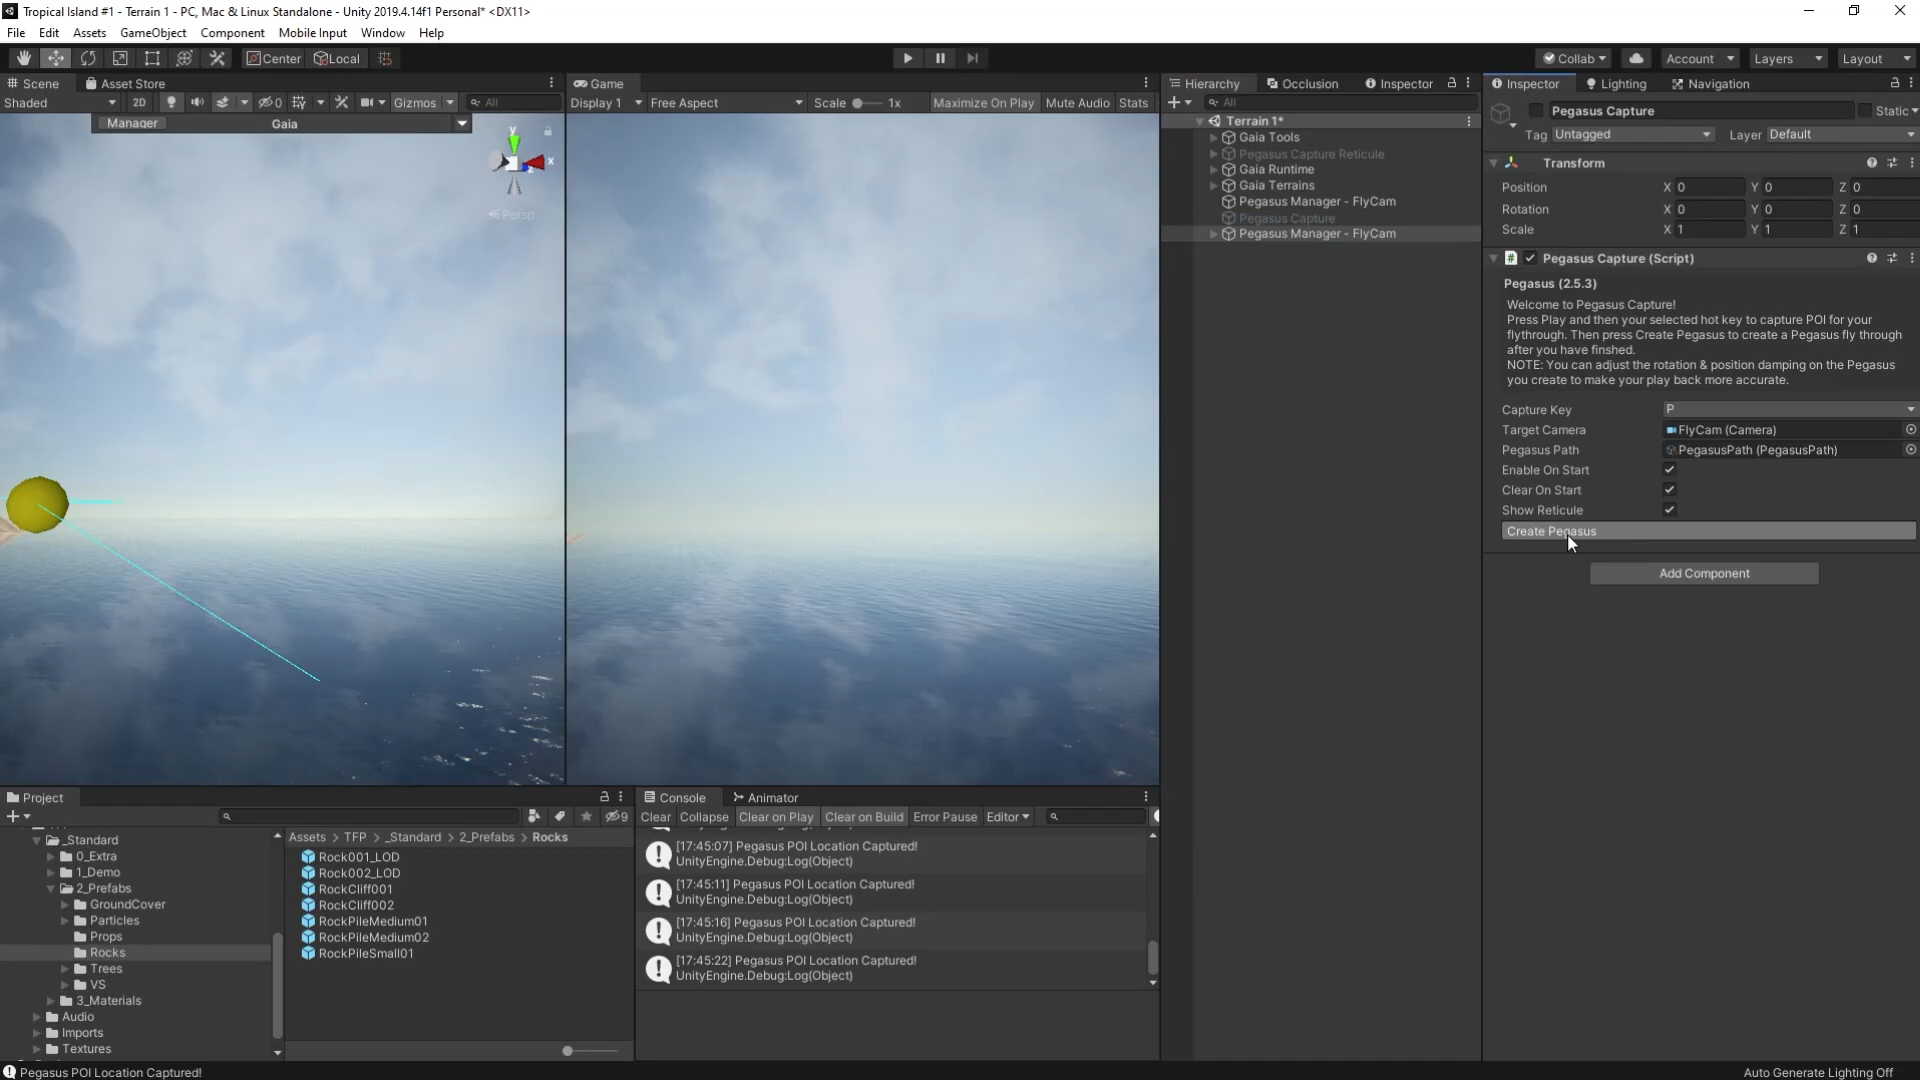 Tropical Island #1 - Terrain 1 - PC, Mac & Linux Standalone - Unity 2019.4.14f1 Personal* <DX11>
File Edit Assets GameObject Component Mobile Input Window Help
Center Local Collab Account Layers Layout
Scene Asset Store
Shaded 2D 0 Gizmos All
Manager Gaia
y
x
z
Persp
Game
Display 1 Free Aspect Scale 1x Maximize On Play Mute Audio Stats
Hierarchy Occlusion Inspector
All
Terrain 1*
Gaia Tools
Pegasus Capture Reticule
Gaia Runtime
Gaia Terrains
Pegasus Manager - FlyCam
Pegasus Capture
Pegasus Manager - FlyCam
Inspector Lighting Navigation
Pegasus Capture Static
Tag Untagged Layer Default
Transform
Position X 0 Y 0 Z 0
Rotation X 0 Y 0 Z 0
Scale X 1 Y 1 Z 1
# Pegasus Capture (Script)
Pegasus (2.5.3)
Welcome to Pegasus Capture!
Press Play and then your selected hot key to capture POI for your
flythrough. Then press Create Pegasus to create a Pegasus fly through
after you have finshed.
NOTE: You can adjust the rotation & position damping on the Pegasus
you create to make your play back more accurate.
Capture Key P
Target Camera FlyCam (Camera)
Pegasus Path PegasusPath (PegasusPath)
Enable On Start
Clear On Start
Show Reticule
Create Pegasus
Add Component
Project
9
_Standard
0_Extra
1_Demo
2_Prefabs
GroundCover
Particles
Props
Rocks
Trees
VS
3_Materials
Audio
Imports
Textures
Assets > TFP > _Standard > 2_Prefabs > Rocks
Rock001_LOD
Rock002_LOD
RockCliff001
RockCliff002
RockPileMedium01
RockPileMedium02
RockPileSmall01
Console Animator
Clear Collapse Clear on Play Clear on Build Error Pause Editor
[17:45:07] Pegasus POI Location Captured!
UnityEngine.Debug:Log(Object)
[17:45:11] Pegasus POI Location Captured!
UnityEngine.Debug:Log(Object)
[17:45:16] Pegasus POI Location Captured!
UnityEngine.Debug:Log(Object)
[17:45:22] Pegasus POI Location Captured!
UnityEngine.Debug:Log(Object)
Pegasus POI Location Captured! Auto Generate Lighting Off